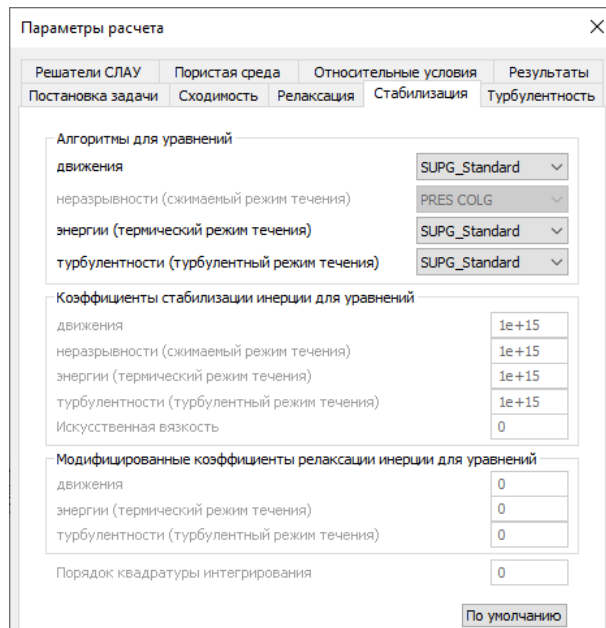 Параметры расчета
Решатели СЛАУ Пористая среда Относительные условия Результаты
Постановка задачи Сходимость Релаксация Стабилизация Турбулентность
Алгоритмы для уравнений
движения SUPG_Standard
неразрывности (сжимаемый режим течения) PRES COLG
энергии (термический режим течения) SUPG_Standard
турбулентности (турбулентный режим течения) SUPG_Standard
Коэффициенты стабилизации инерции для уравнений
движения 1e+15
неразрывности (сжимаемый режим течения) 1e+15
энергии (термический режим течения) 1e+15
турбулентности (турбулентный режим течения) 1e+15
Искусственная вязкость 0
Модифицированные коэффициенты релаксации инерции для уравнений
движения 0
энергии (термический режим течения) 0
турбулентности (турбулентный режим течения) 0
Порядок квадратуры интегрирования 0
По умолчанию